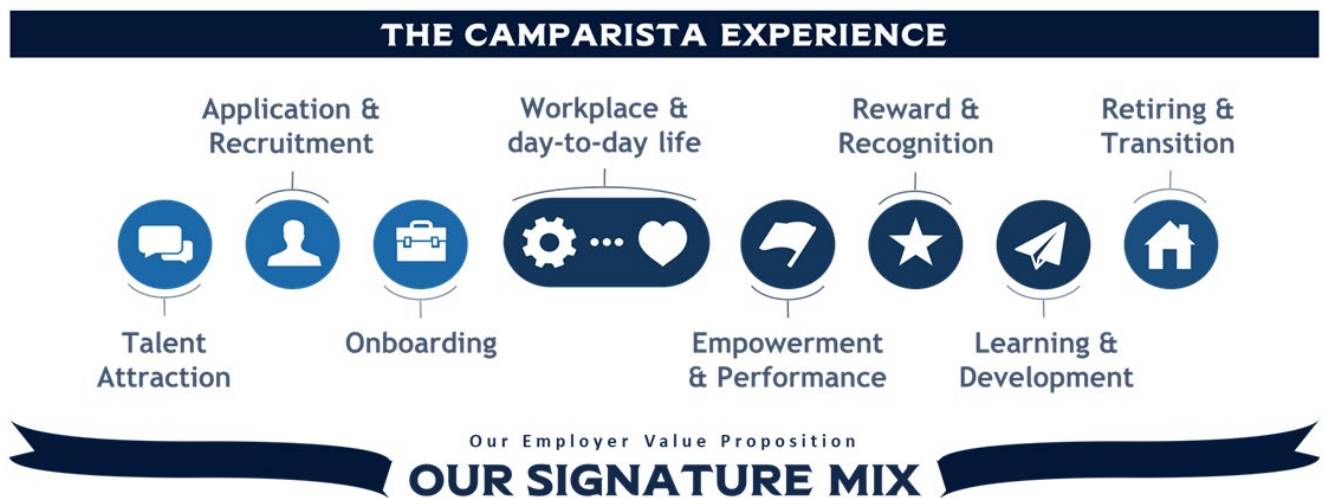 THE CAMPARISTA EXPERIENCE
Application &
Recruitment
Workplace &
day-to-day life
Reward &
Recognition
Retiring &
Transition
Talent
Attraction
Onboarding
Empowerment
& Performance
Learning &
Development
Our Employer Value Proposition
OUR SIGNATURE MIX